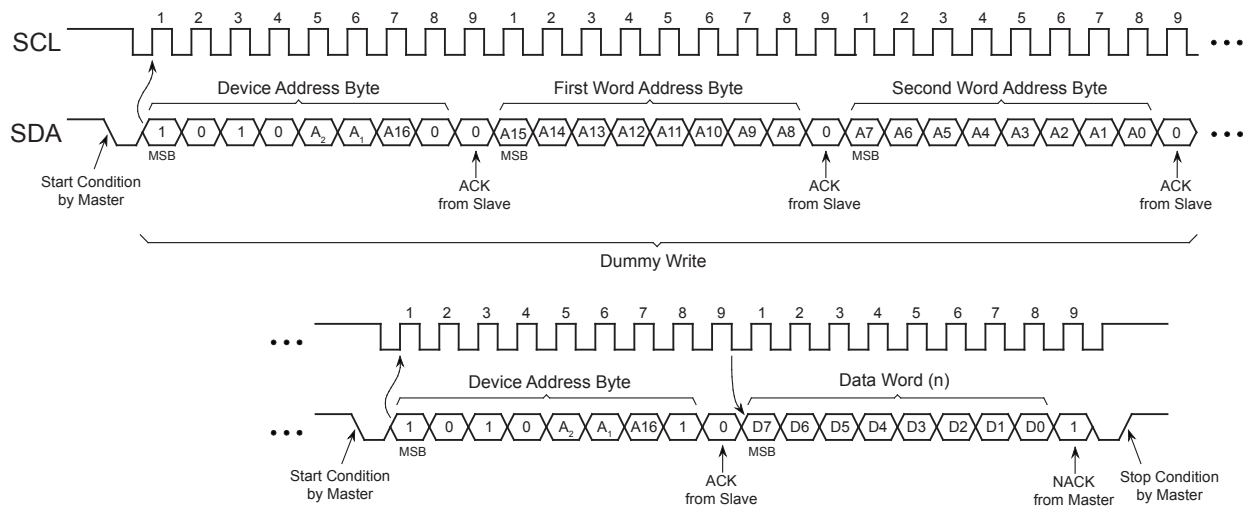 1 2 3 4 5 6 7 8 9 1 2 3 4 5 6 7 8 9 1 2 3 4 5 6 7 8 9
SCL
Device Address Byte First Word Address Byte Second Word Address Byte
SDA 1 0 1 0 A2 A1 A16 0 0 A15 A14 A13 A12 A11 A10 A9 A8 0 A7 A6 A5 A4 A3 A2 A1 A0 0
MSB MSB MSB
Start Condition
by Master
ACK
from Slave
ACK
from Slave
ACK
from Slave
Dummy Write
1 2 3 4 5 6 7 8 9 1 2 3 4 5 6 7 8 9
Device Address Byte Data Word (n)
1 0 1 0 A2 A1 A16 1 0 D7 D6 D5 D4 D3 D2 D1 D0 1
MSB MSB
Start Condition
by Master
ACK
from Slave
NACK
from Master
Stop Condition
by Master